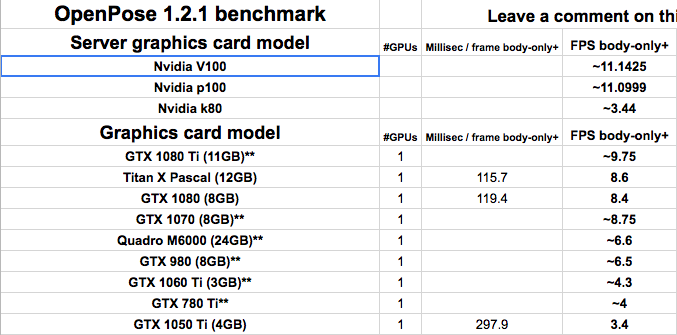 OpenPose 1.2.1 benchmark Leave a comment on thi
Server graphics card model #GPUs Millisec / frame body-only+ FPS body-only+
Nvidia V100 ~11.1425
Nvidia p100 ~11.0999
Nvidia k80 ~3.44
Graphics card model #GPUs Millisec / frame body-only+ FPS body-only+
GTX 1080 Ti (11GB)** 1 ~9.75
Titan X Pascal (12GB) 1 115.7 8.6
GTX 1080 (8GB) 1 119.4 8.4
GTX 1070 (8GB)** 1 ~8.75
Quadro M6000 (24GB)** 1 ~6.6
GTX 980 (8GB)** 1 ~6.5
GTX 1060 Ti (3GB)** 1 ~4.3
GTX 780 Ti** 1 ~4
GTX 1050 Ti (4GB) 1 297.9 3.4